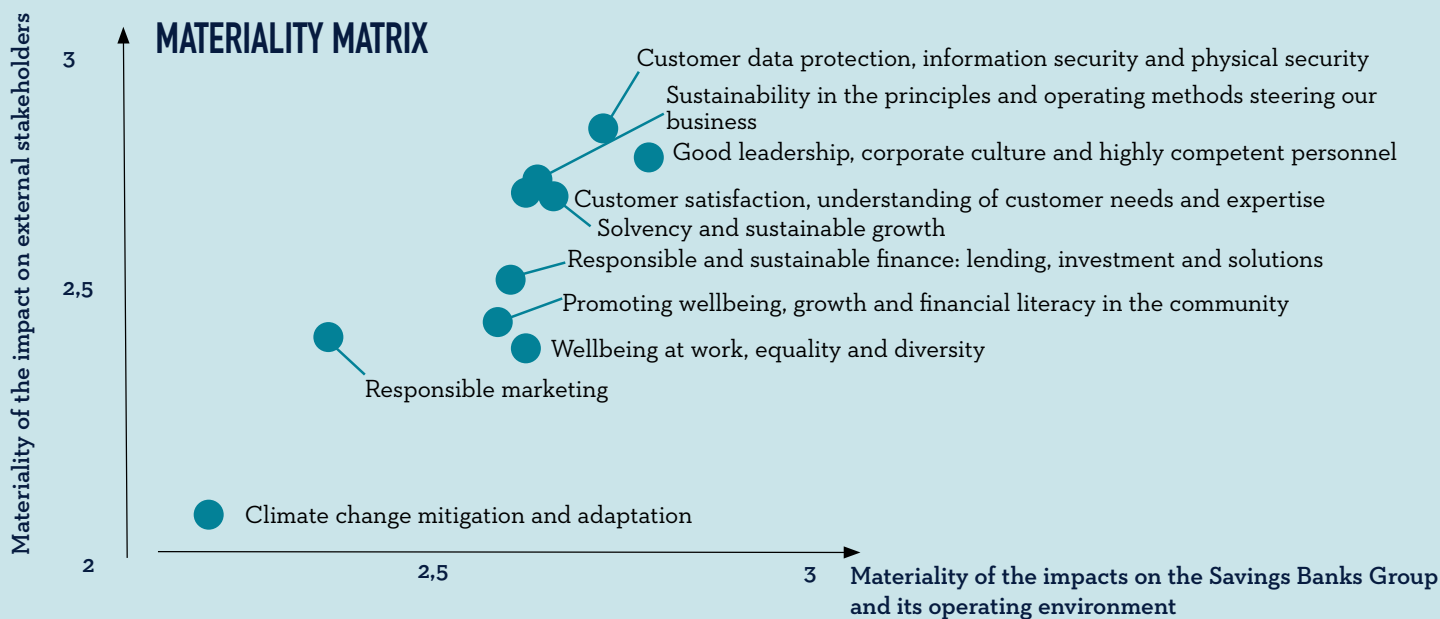 MATERIALITY MATRIX
Materiality of the impact on external stakeholders
3
2,5
2
Customer data protection, information security and physical security
Sustainability in the principles and operating methods steering our
business
Good leadership, corporate culture and highly competent personnel
Customer satisfaction, understanding of customer needs and expertise
Solvency and sustainable growth
Responsible and sustainable finance: lending, investment and solutions
Promoting wellbeing, growth and financial literacy in the community
Wellbeing at work, equality and diversity
Responsible marketing
Climate change mitigation and adaptation
2,5
3
Materiality of the impacts on the Savings Banks Group
and its operating environment